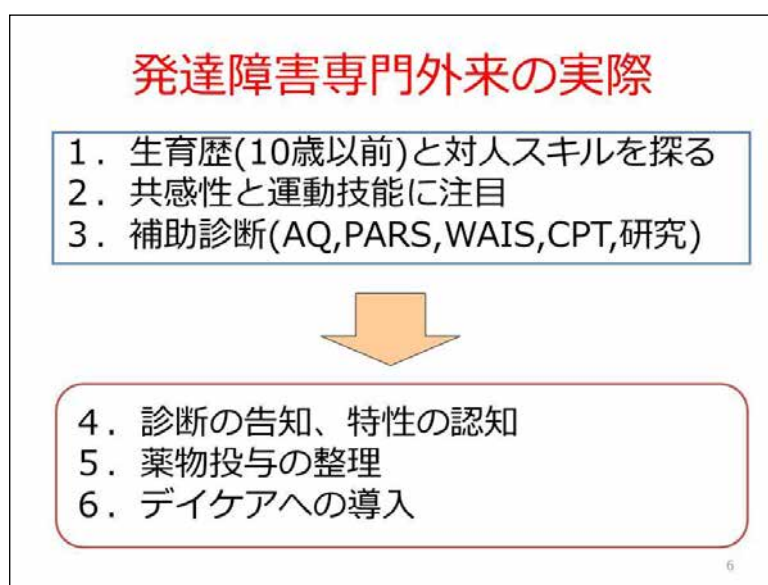 発達障害専門外来の実際
1．生育歴(10歳以前)と対人スキルを探る
2．共感性と運動技能に注目
3．補助診断(AQ,PARS,WAIS,CPT,研究)
4．診断の告知、特性の認知
5．薬物投与の整理
6．デイケアへの導入
6